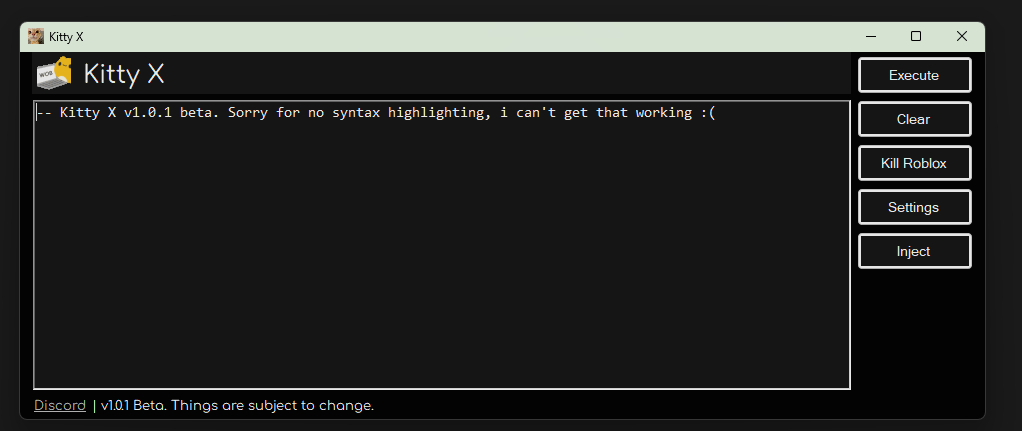 Kitty X
Kitty X
WOB
Execute
-- Kitty X v1.0.1 beta. Sorry for no syntax highlighting, i can't get that working :(
Clear
Kill Roblox
Settings
Inject
Discord | v1.0.1 Beta. Things are subject to change.